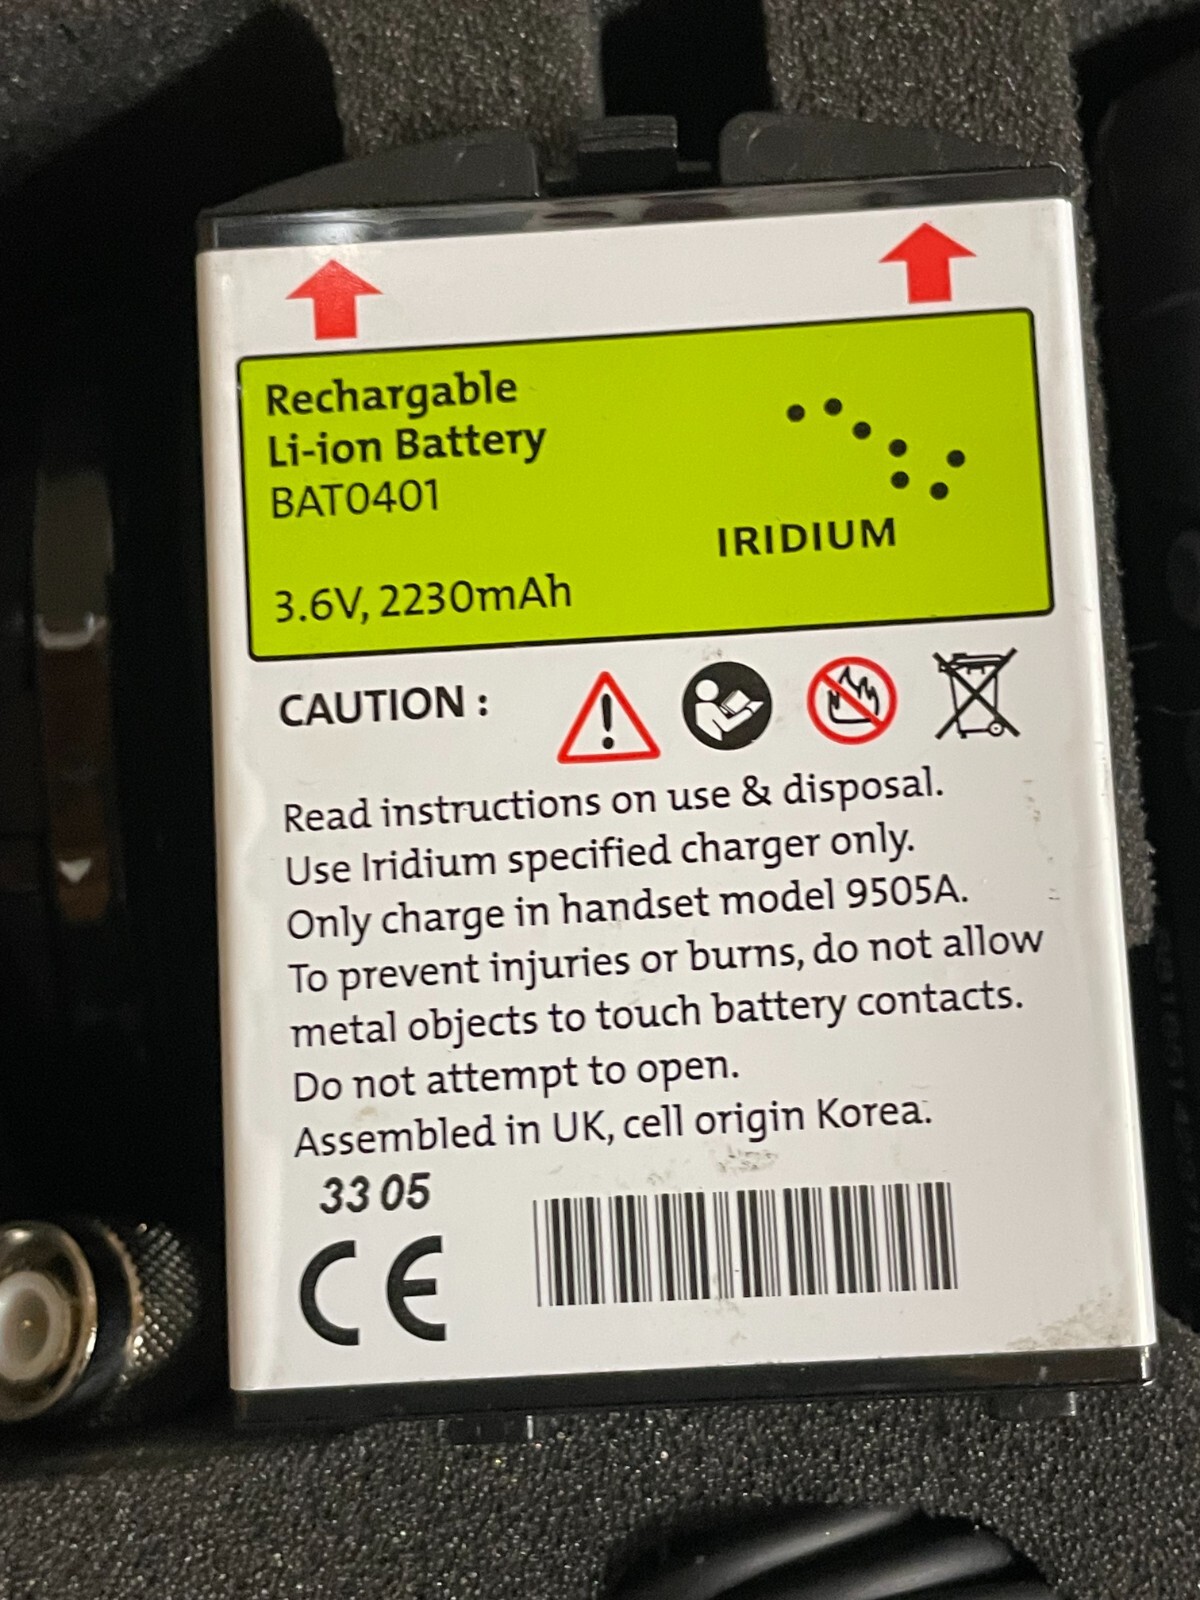 Rechargable
Li-ion Battery
BAT0401
IRIDIUM
3.6V, 2230mAh
CAUTION :
Read instructions on use & disposal.
Use Iridium specified charger only.
Only charge in handset model 9505A.
To prevent injuries or burns, do not allow
metal objects to touch battery contacts.
Do not attempt to open.
Assembled in UK, cell origin Korea.
33 05
CE